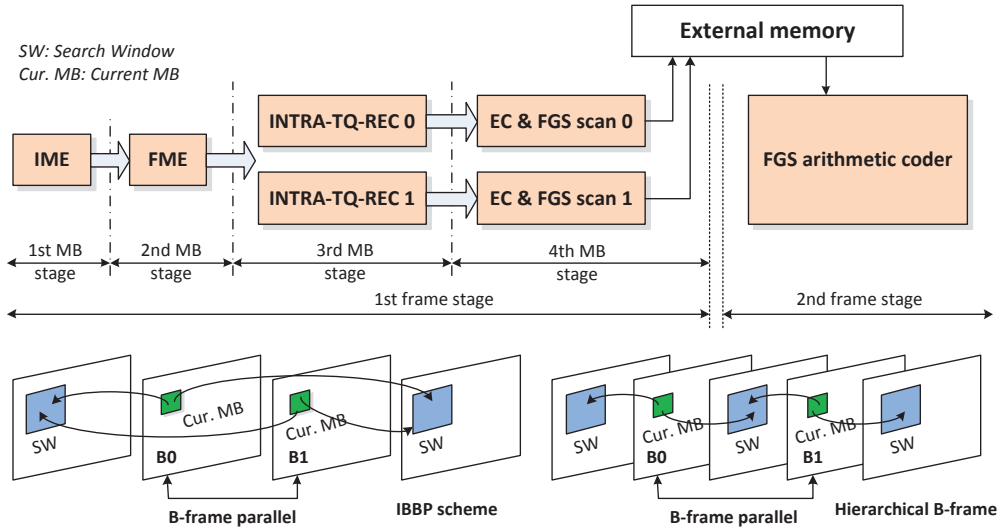 External memory
SW: Search Window
Cur. MB: Current MB
INTRA-TQ-REC 0
EC & FGS scan 0
IME
FME
FGS arithmetic coder
INTRA-TQ-REC 1
EC & FGS scan 1
1st MB
stage
2nd MB
stage
3rd MB
stage
4th MB
stage
1st frame stage
2nd frame stage
SW
Cur. MB
B0
Cur. MB
B1
SW
B-frame parallel
IBBP scheme
SW
Cur. MB
B0
SW
Cur. MB
B1
SW
B-frame parallel
Hierarchical B-frame